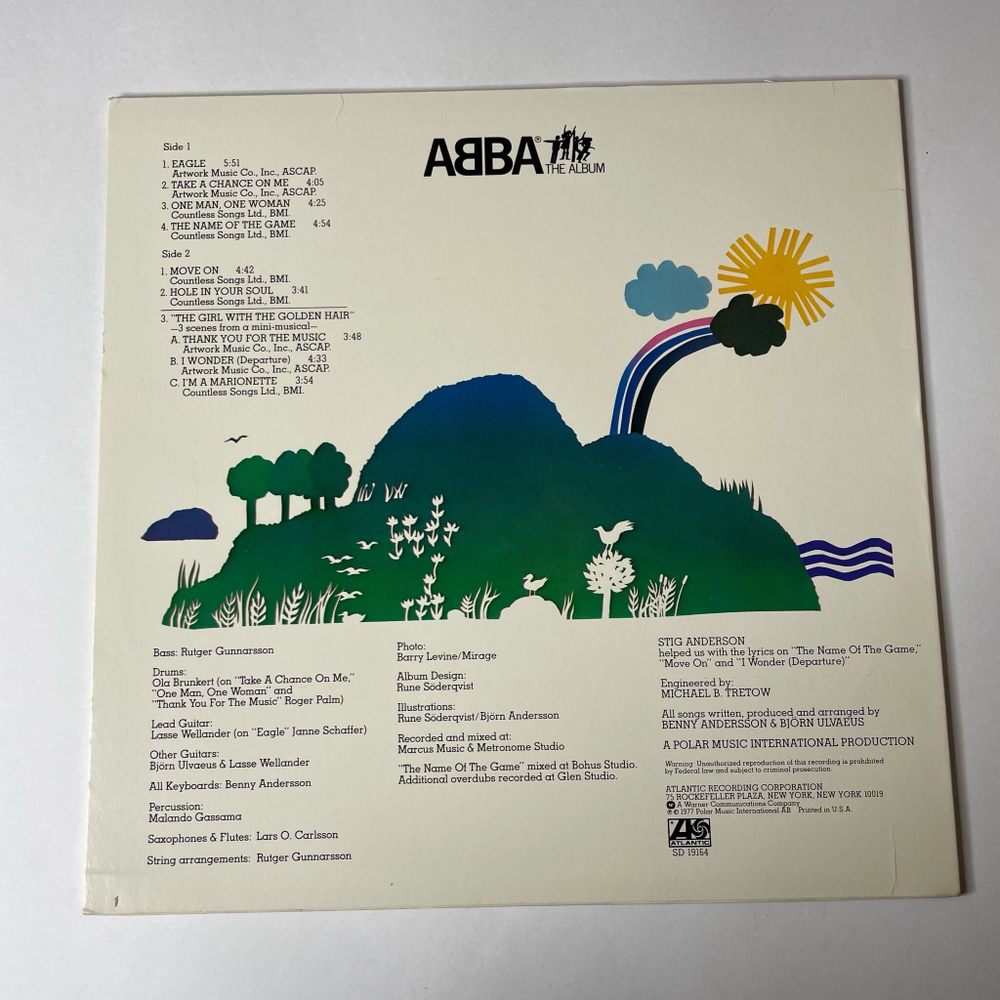 ABBA®
THE ALBUM
Side 1
1. EAGLE 5:51
Artwork Music Co., Inc., ASCAP.
2. TAKE A CHANCE ON ME 4:05
Artwork Music Co., Inc., ASCAP.
3. ONE MAN, ONE WOMAN 4:25
Countless Songs Ltd., BMI.
4. THE NAME OF THE GAME 4:54
Countless Songs Ltd., BMI.
Side 2
1. MOVE ON 4:42
Countless Songs Ltd., BMI.
2. HOLE IN YOUR SOUL 3:41
Countless Songs Ltd., BMI.
3. "THE GIRL WITH THE GOLDEN HAIR"
—3 scenes from a mini-musical—
A. THANK YOU FOR THE MUSIC 3:48
Artwork Music Co., Inc., ASCAP.
B. I WONDER (Departure) 4:33
Artwork Music Co., Inc., ASCAP.
C. I'M A MARIONETTE 3:54
Countless Songs Ltd., BMI.
Bass: Rutger Gunnarsson
Drums:
Ola Brunkert (on "Take A Chance On Me,"
"One Man, One Woman" and
"Thank You For The Music" Roger Palm)
Lead Guitar:
Lasse Wellander (on "Eagle" Janne Schaffer)
Other Guitars:
Björn Ulvaeus & Lasse Wellander
All Keyboards: Benny Andersson
Percussion:
Malando Gassama
Saxophones & Flutes: Lars O. Carlsson
String arrangements: Rutger Gunnarsson
Photo:
Barry Levine/Mirage
Album Design:
Rune Söderqvist
Illustrations:
Rune Söderqvist/Björn Andersson
Recorded and mixed at:
Marcus Music & Metronome Studio
"The Name Of The Game" mixed at Bohus Studio.
Additional overdubs recorded at Glen Studio.
STIG ANDERSON
helped us with the lyrics on "The Name Of The Game,"
"Move On" and "I Wonder (Departure)"
Engineered by:
MICHAEL B. TRETOW
All songs written, produced and arranged by
BENNY ANDERSSON & BJÖRN ULVAEUS
A POLAR MUSIC INTERNATIONAL PRODUCTION
Warning: Unauthorized reproduction of this recording is prohibited
by Federal law and subject to criminal prosecution.
ATLANTIC RECORDING CORPORATION
75 ROCKEFELLER PLAZA, NEW YORK, NEW YORK 10019
A Warner Communications Company
℗ © 1977 Polar Music International AB Printed in U.S.A.
ATLANTIC
SD 19164